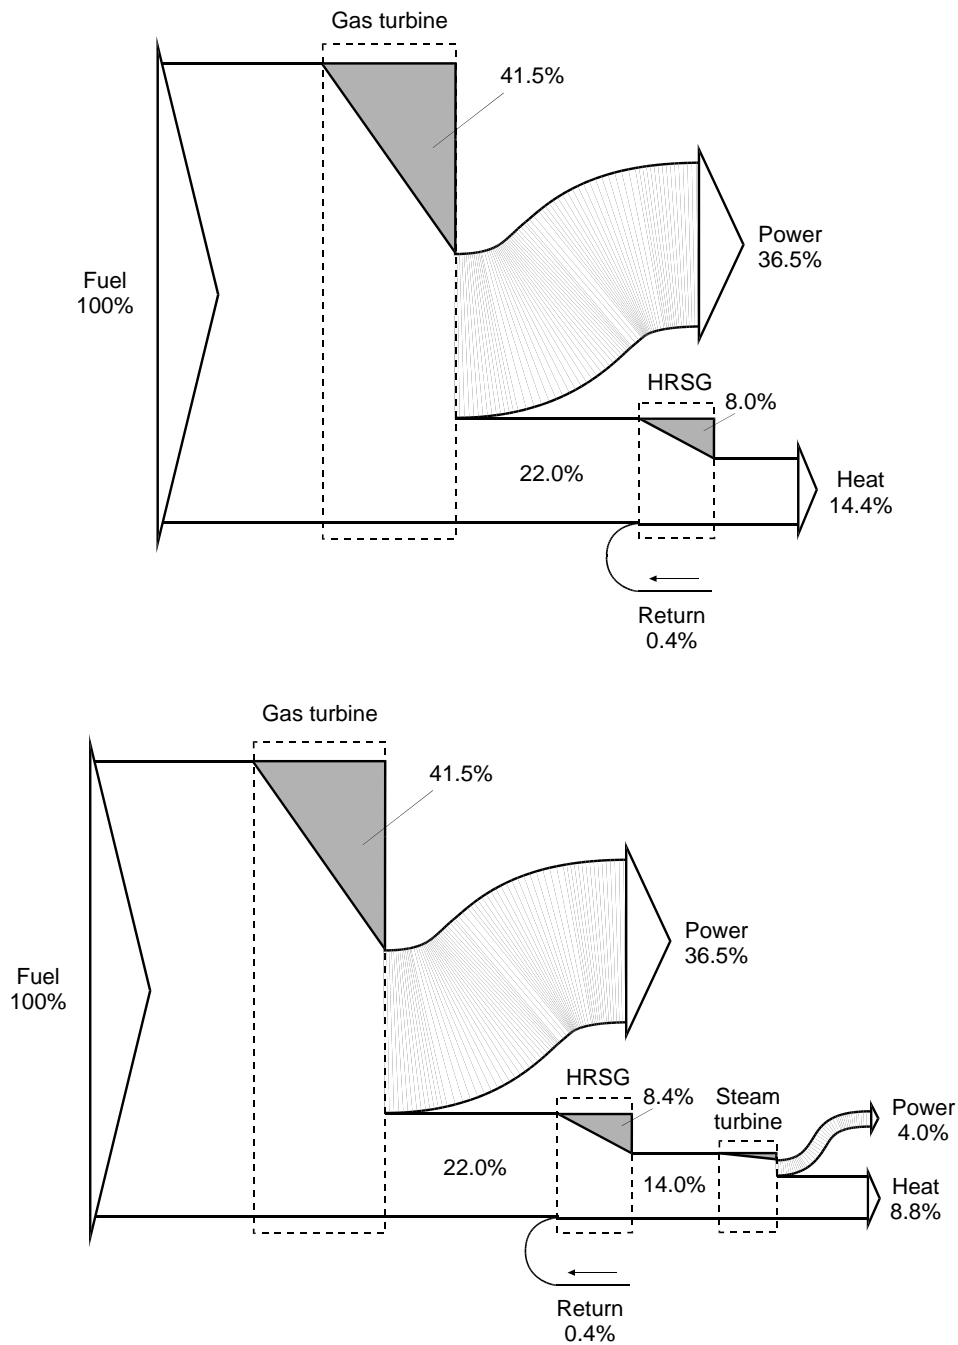 Gas turbine
41.5%
Power
36.5%
Fuel
100%
HRSG
8.0%
22.0%
Heat
14.4%
Return
0.4%
Gas turbine
41.5%
Power
36.5%
Fuel
100%
HRSG
8.4%
Steam
turbine
Power
4.0%
22.0%
14.0%
Heat
8.8%
Return
0.4%